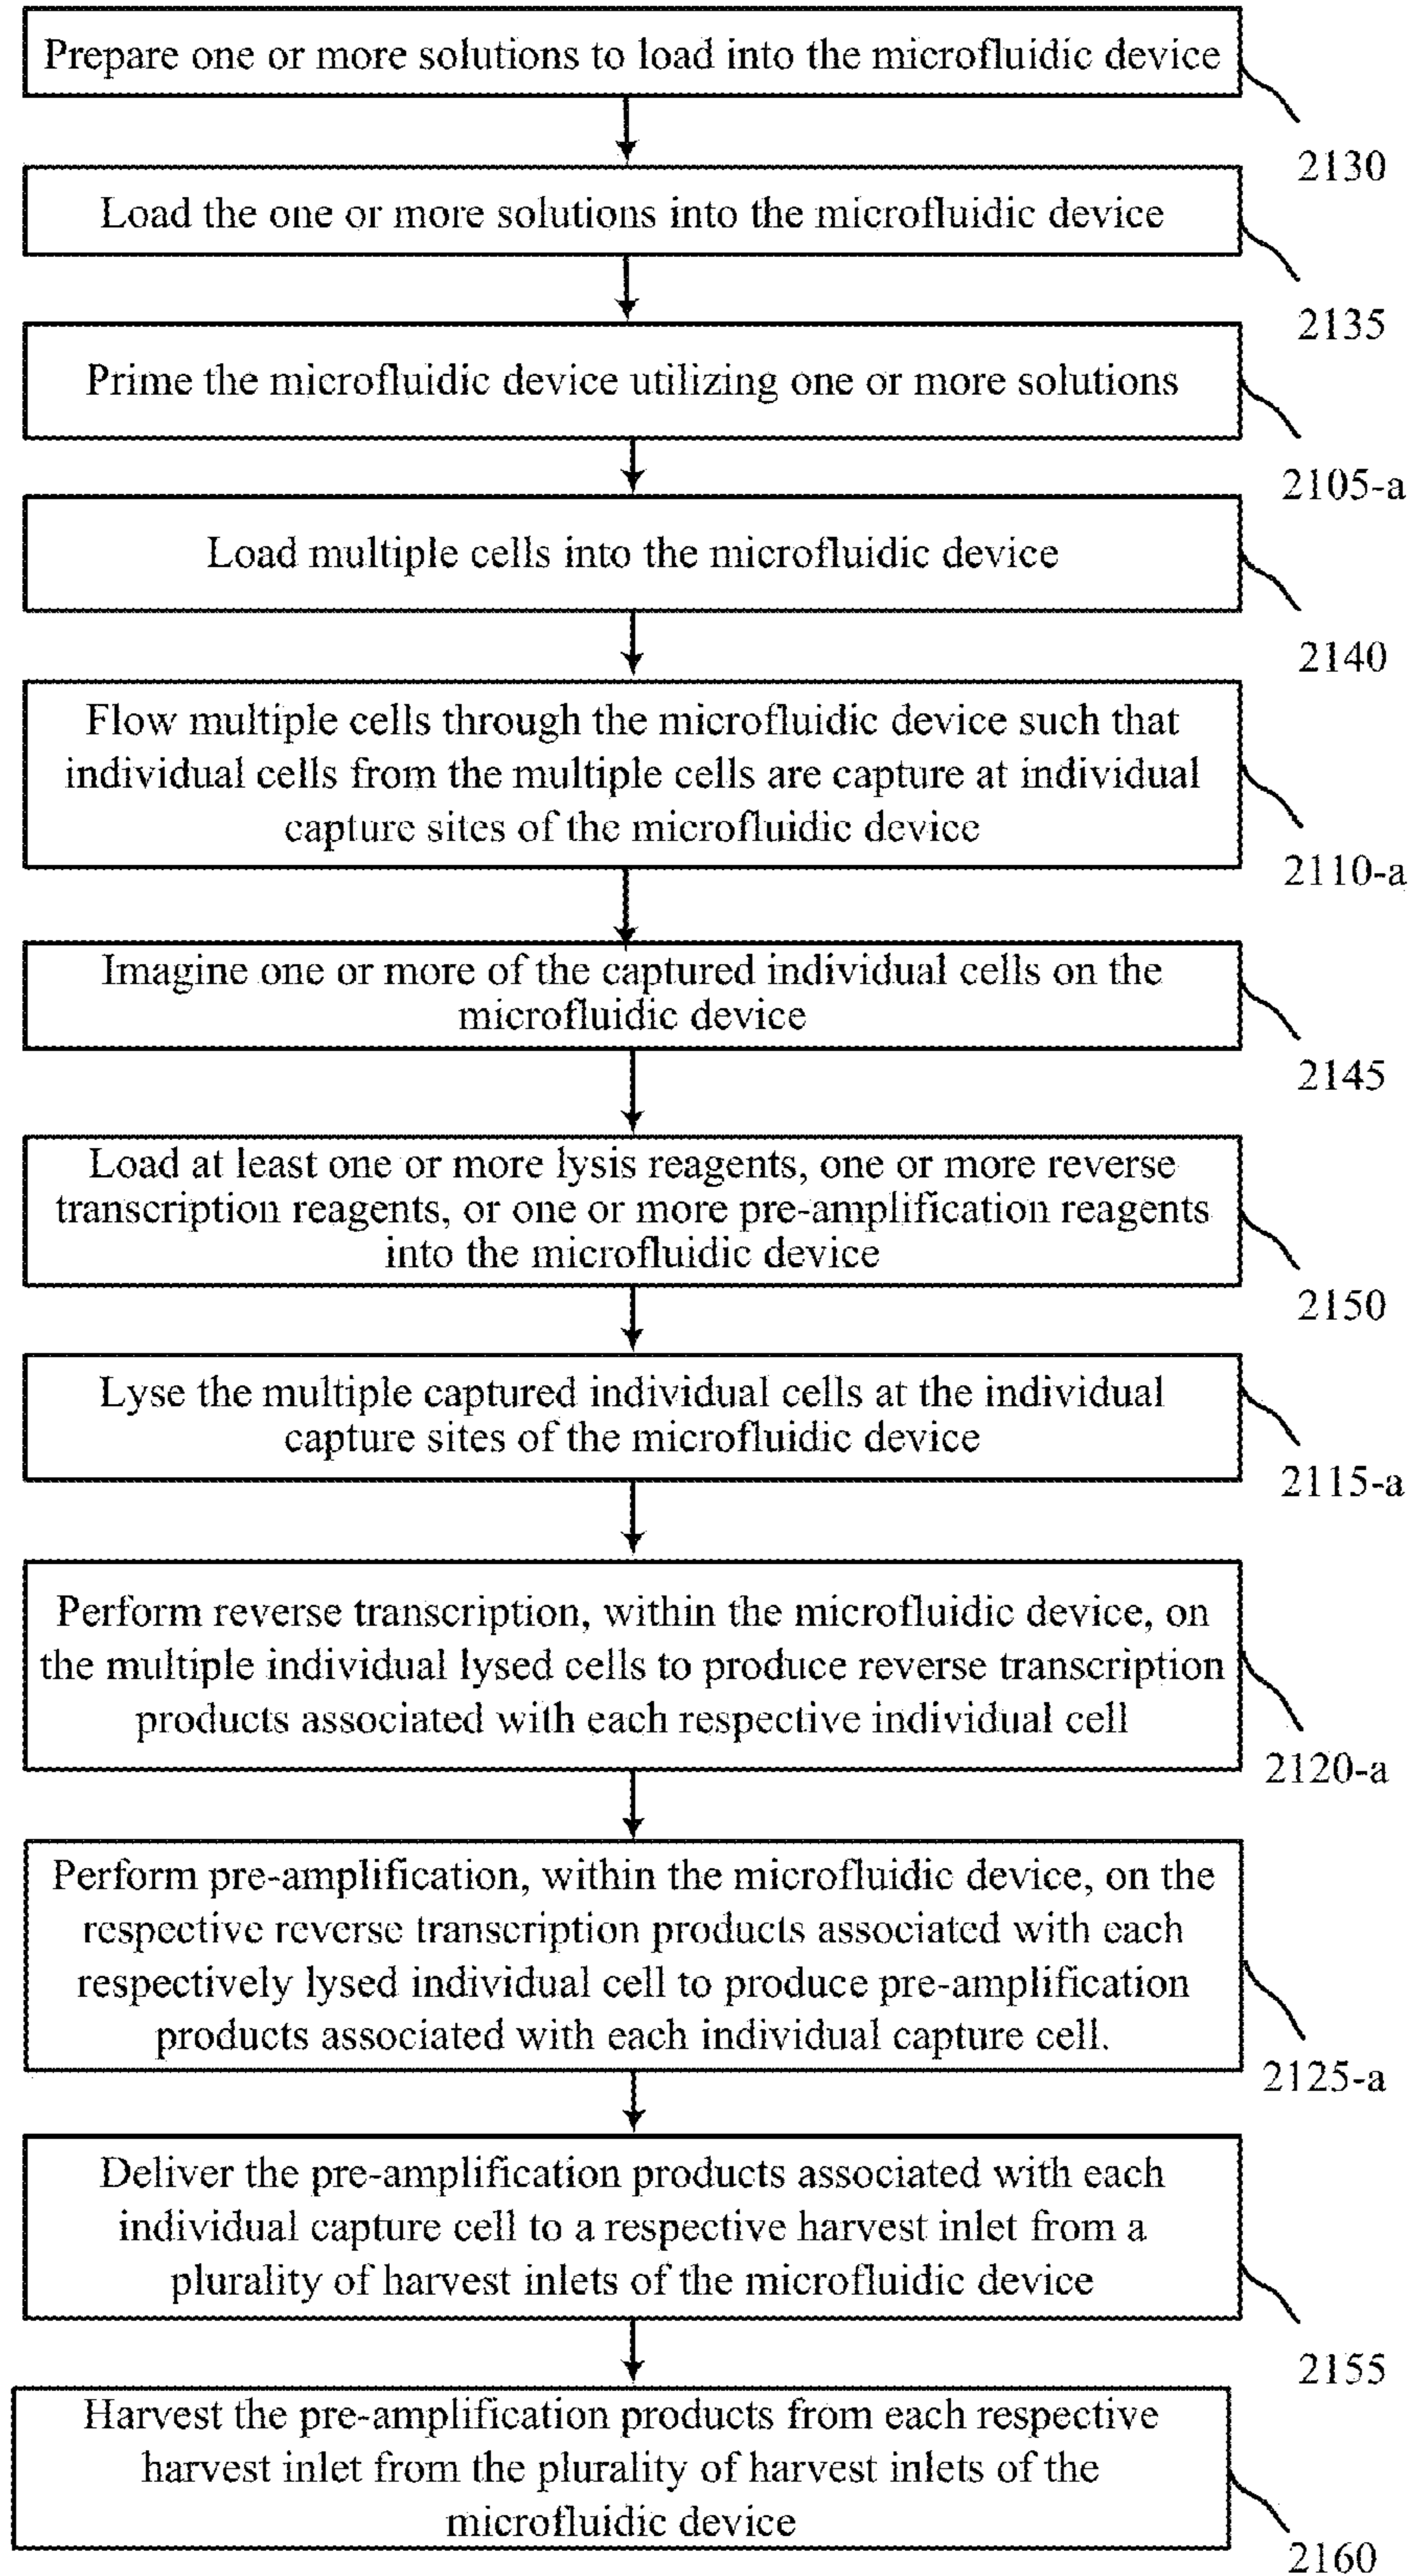 Prepare one or more solutions to load into the microfluidic device
2130
Load the one or more solutions into the microfluidic device
2135
Prime the microfluidic device utilizing one or more solutions
2105-a
Load multiple cells into the microfluidic device
2140
Flow multiple cells through the microfluidic device such that
individual cells from the multiple cells are capture at individual
capture sites of the microfluidic device
2110-a
Imagine one or more of the captured individual cells on the
microfluidic device
2145
Load at least one or more lysis reagents, one or more reverse
transcription reagents, or one or more pre-amplification reagents
into the microfluidic device
2150
Lyse the multiple captured individual cells at the individual
capture sites of the microfluidic device
2115-a
Perform reverse transcription, within the microfluidic device, on
the multiple individual lysed cells to produce reverse transcription
products associated with each respective individual cell
2120-a
Perform pre-amplification, within the microfluidic device, on the
respective reverse transcription products associated with each
respectively lysed individual cell to produce pre-amplification
products associated with each individual capture cell.
2125-a
Deliver the pre-amplification products associated with each
individual capture cell to a respective harvest inlet from a
plurality of harvest inlets of the microfluidic device
2155
Harvest the pre-amplification products from each respective
harvest inlet from the plurality of harvest inlets of the
microfluidic device
2160